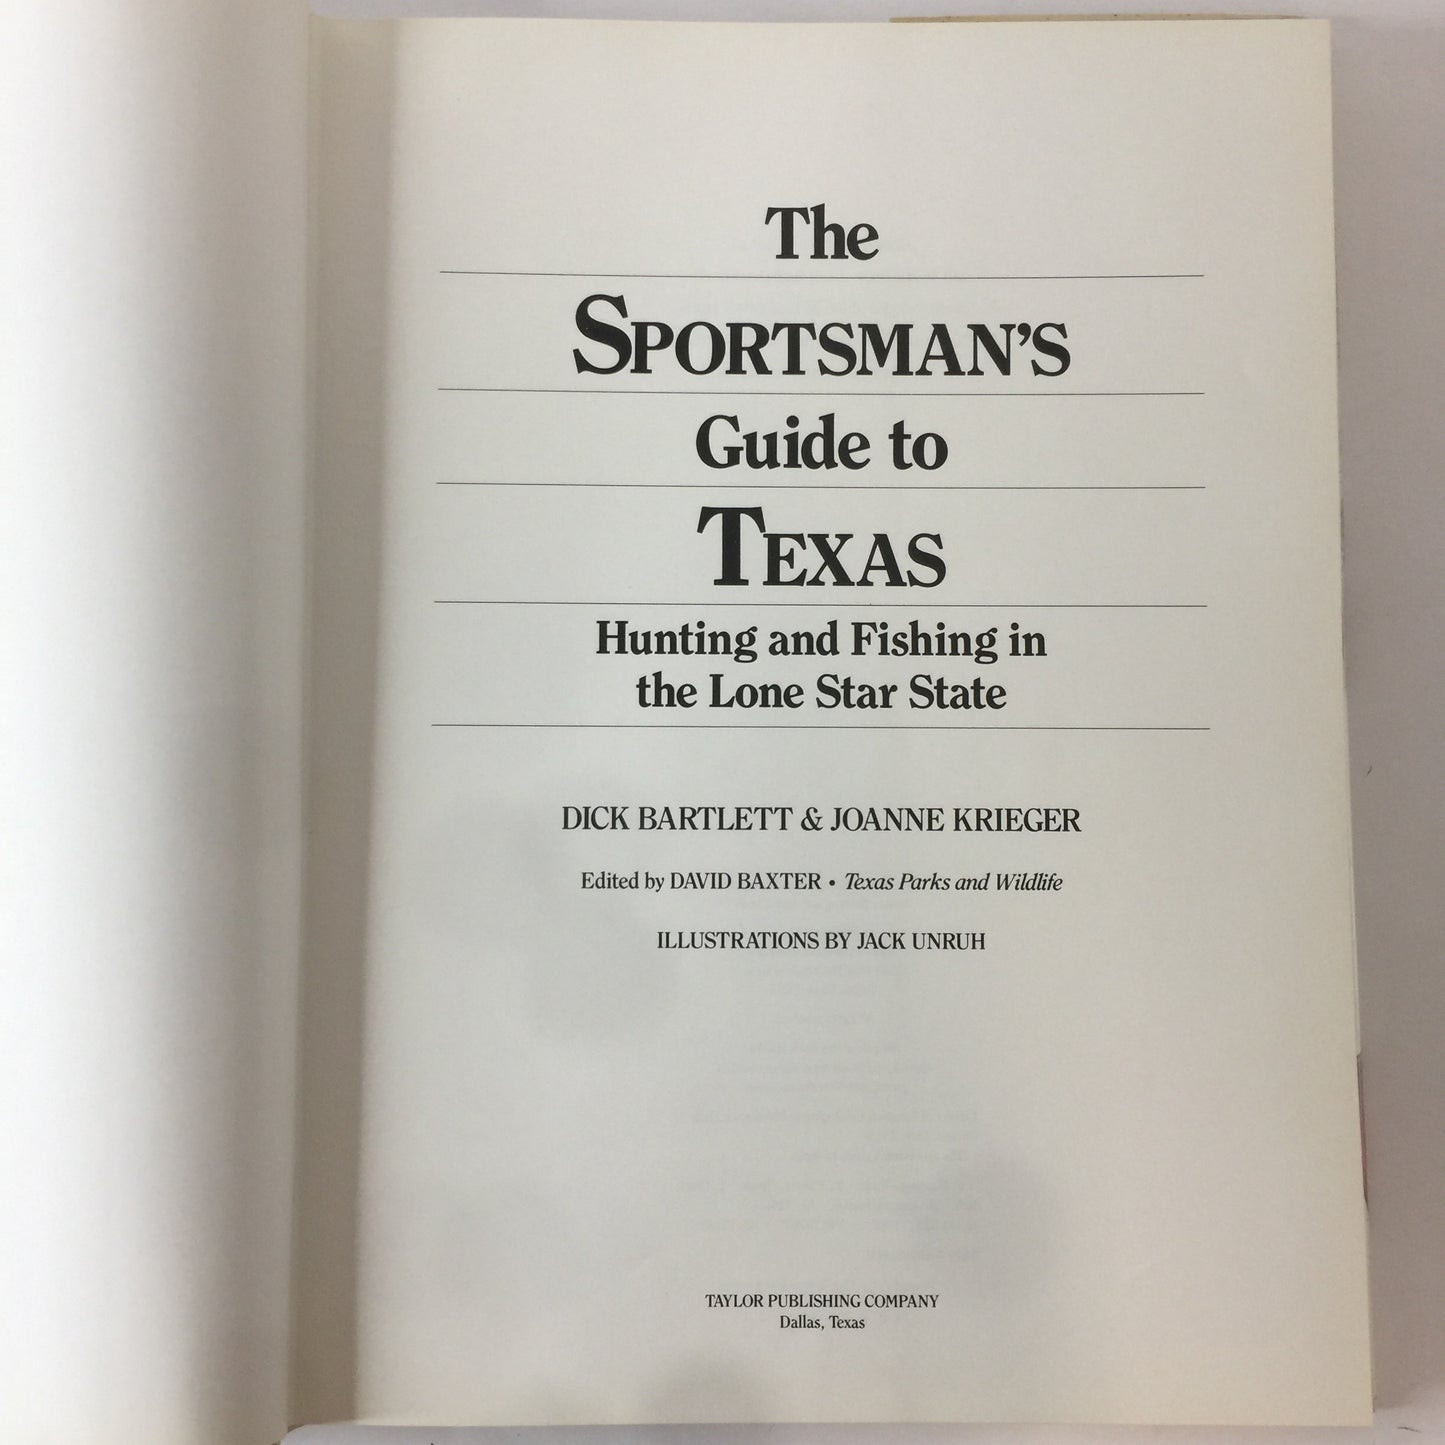 The
SPORTSMAN'S
Guide to
TEXAS
Hunting and Fishing in
the Lone Star State
DICK BARTLETT & JOANNE KRIEGER
Edited by DAVID BAXTER • Texas Parks and Wildlife
ILLUSTRATIONS BY JACK UNRUH
TAYLOR PUBLISHING COMPANY
Dallas, Texas